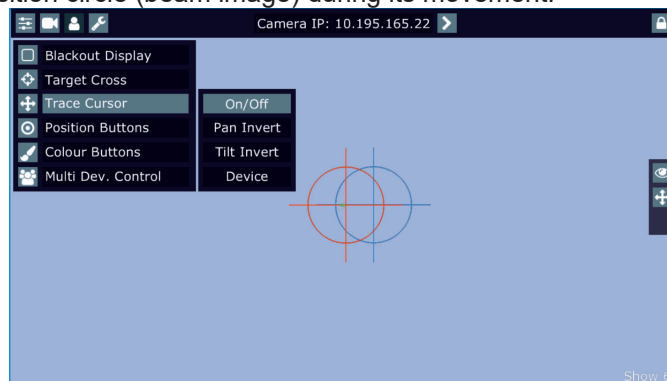 sition circle (beam image) during its movement.
Camera IP: 10.195.165.22
Blackout Display
Target Cross
Trace Cursor
On/Off
Position Buttons
Pan Invert
Colour Buttons
Tilt Invert
Multi Dev. Control
Device
Show